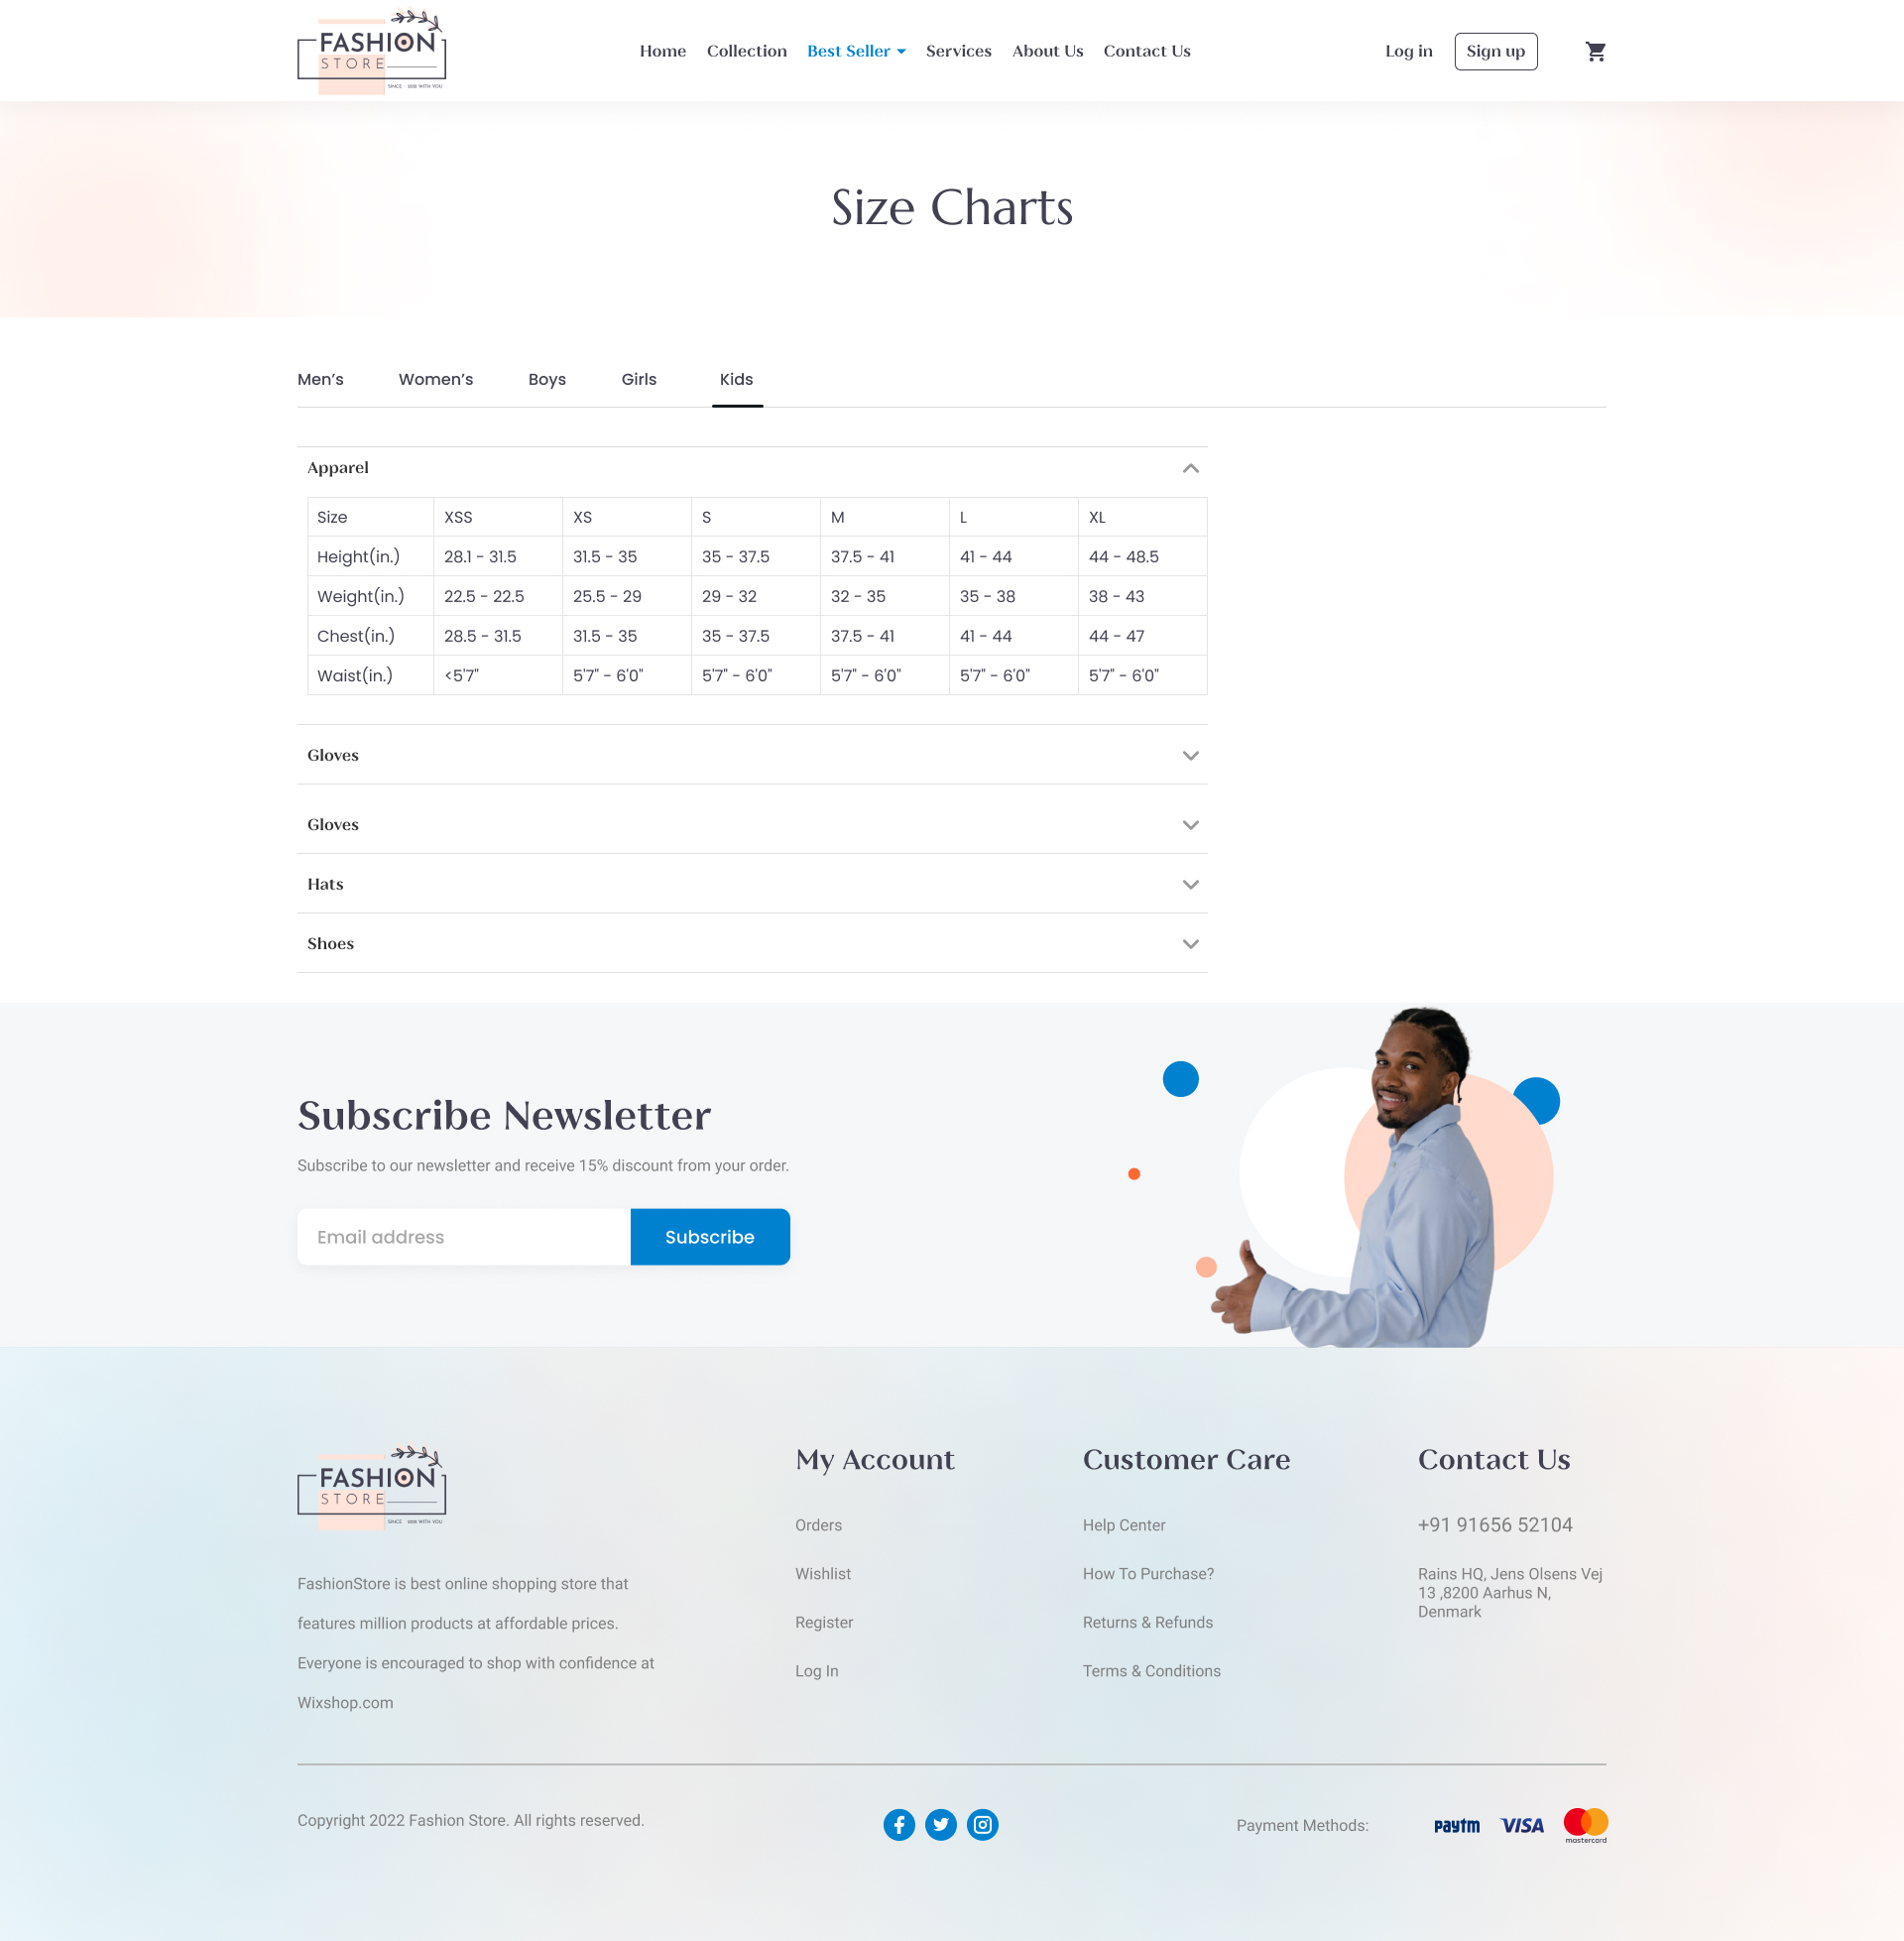 FASHION
STORE
Home Collection Best Seller Services About Us Contact Us Log in Sign up
Size Charts
Men's Women's Boys Girls Kids
Apparel
Size XSS XS S M L XL
Height(in.) 28.1 - 31.5 31.5 - 35 35 - 37.5 37.5 - 41 41 - 44 44 - 48.5
Weight(in.) 22.5 - 22.5 25.5 - 29 29 - 32 32 - 35 35 - 38 38 - 43
Chest(in.) 28.5 - 31.5 31.5 - 35 35 - 37.5 37.5 - 41 41 - 44 44 - 47
Waist(in.) <5'7" 5'7" - 6'0" 5'7" - 6'0" 5'7" - 6'0" 5'7" - 6'0" 5'7" - 6'0"
Gloves
Gloves
Hats
Shoes
Subscribe Newsletter
Subscribe to our newsletter and receive 15% discount from your order.
Email address Subscribe
FASHION
STORE
FashionStore is best online shopping store that
features million products at affordable prices.
Everyone is encouraged to shop with confidence at
Wixshop.com
My Account
Orders
Wishlist
Register
Log In
Customer Care
Help Center
How To Purchase?
Returns & Refunds
Terms & Conditions
Contact Us
+91 91656 52104
Rains HQ, Jens Olsens Vej
13 ,8200 Aarhus N,
Denmark
Copyright 2022 Fashion Store. All rights reserved.
Payment Methods: paytm VISA mastercard